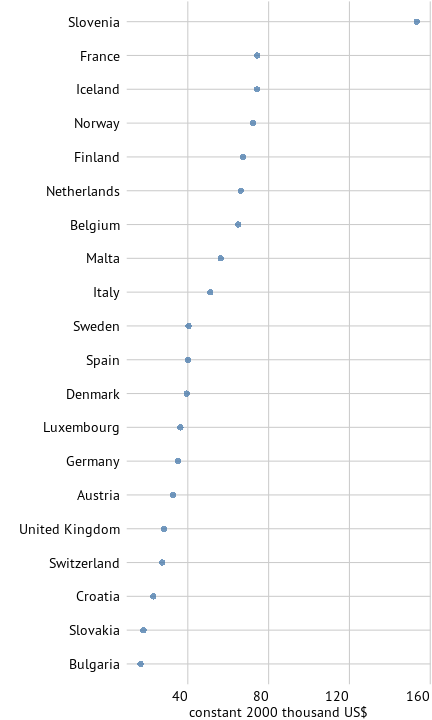 Slovenia
France
Iceland
Norway
Finland
Netherlands
Belgium
Malta
Italy
Sweden
Spain
Denmark
Luxembourg
Germany
Austria
United Kingdom
Switzerland
Croatia
Slovakia
Bulgaria
40 80 120 160
constant 2000 thousand US$